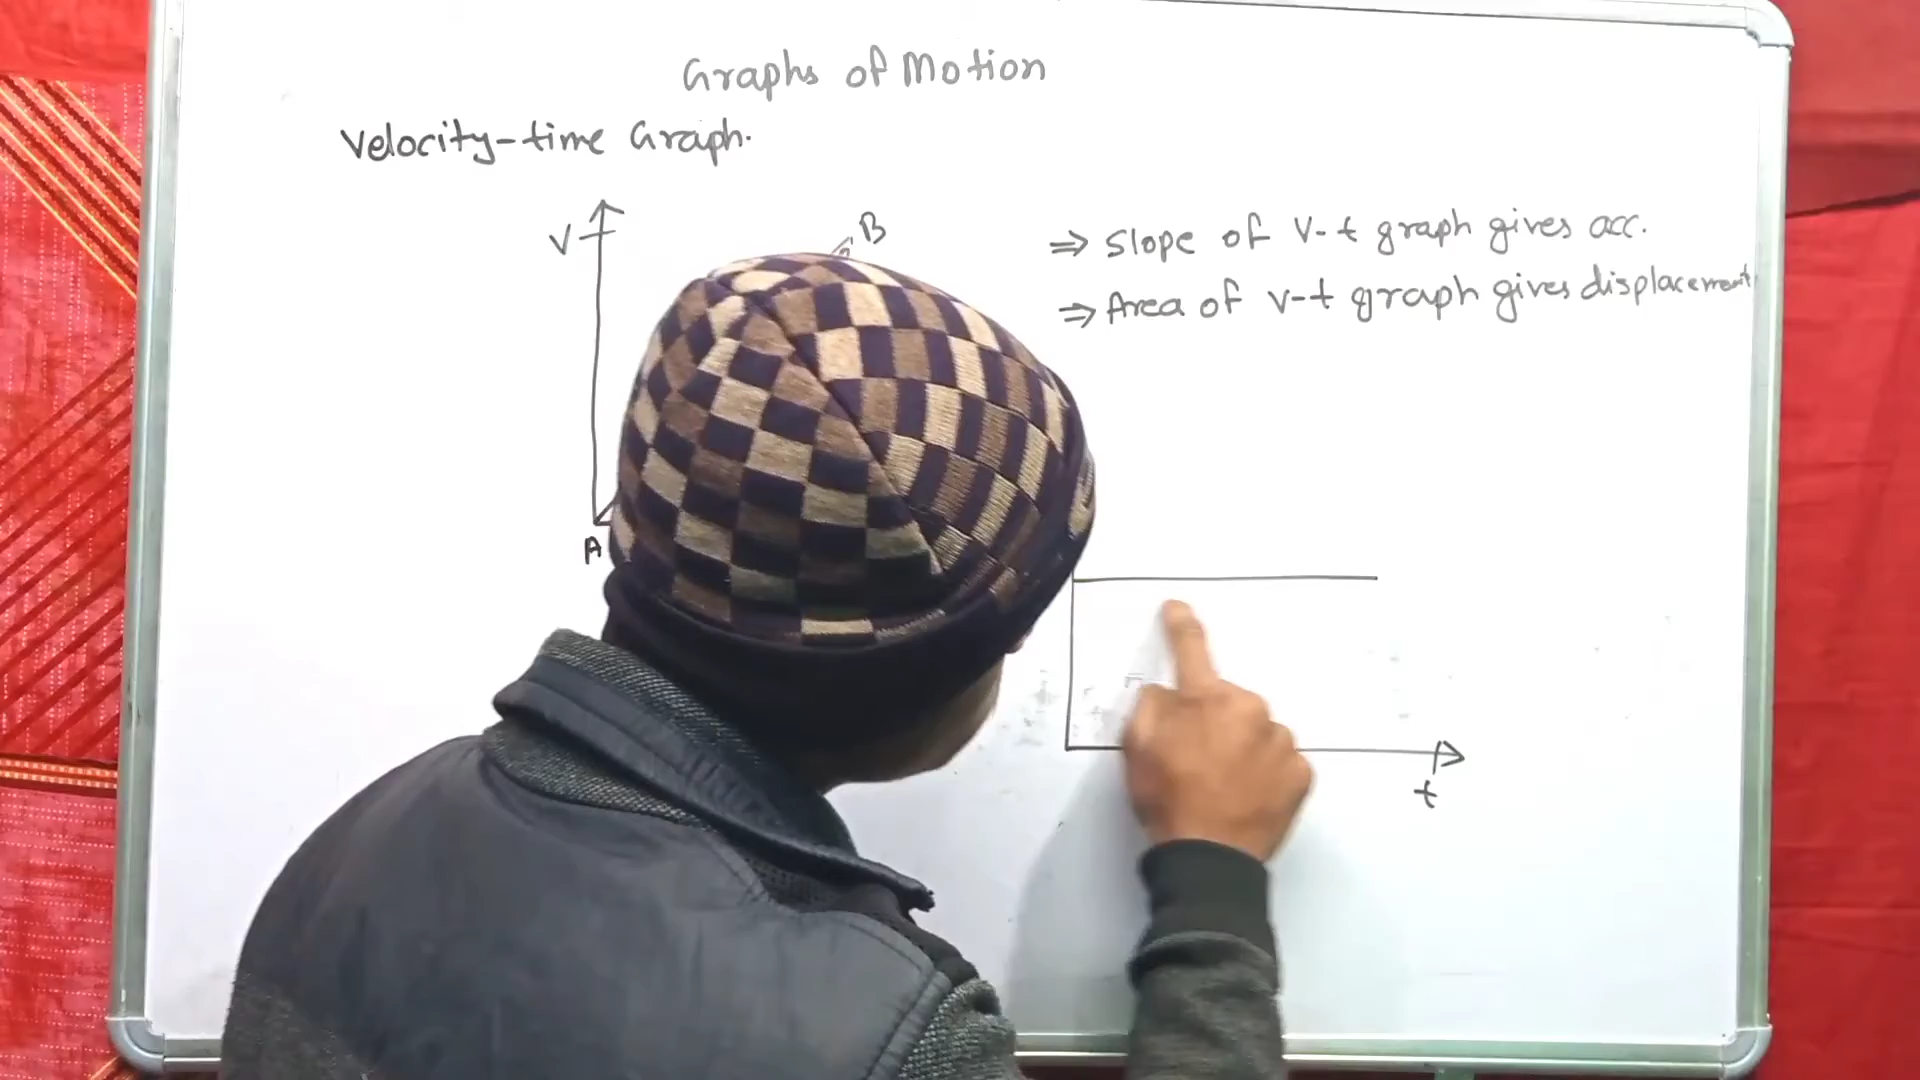 Graphs of Motion
Velocity-time Graph.
V
B
⇒ Slope of v-t graph gives acc.
⇒ Area of v-t graph gives displacement
A
t